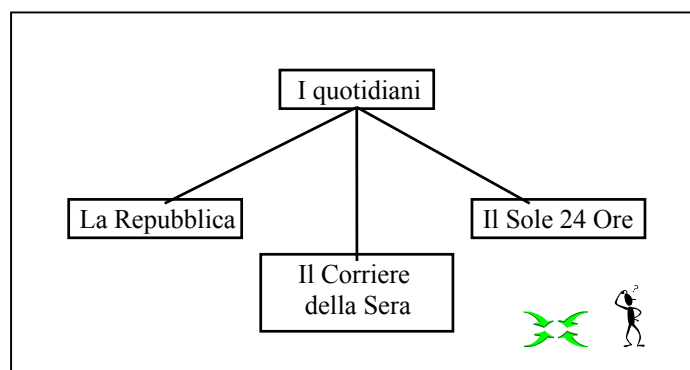 I quotidiani
La Repubblica
Il Sole 24 Ore
Il Corriere
della Sera
?